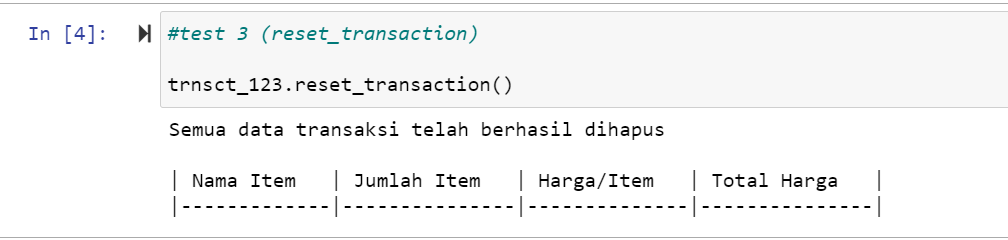 In [4]:
#test 3 (reset_transaction)
trnsct_123.reset_transaction()
Semua data transaksi telah berhasil dihapus
| Nama Item   | Jumlah Item   | Harga/Item   | Total Harga   |
|-------------|---------------|--------------|---------------|